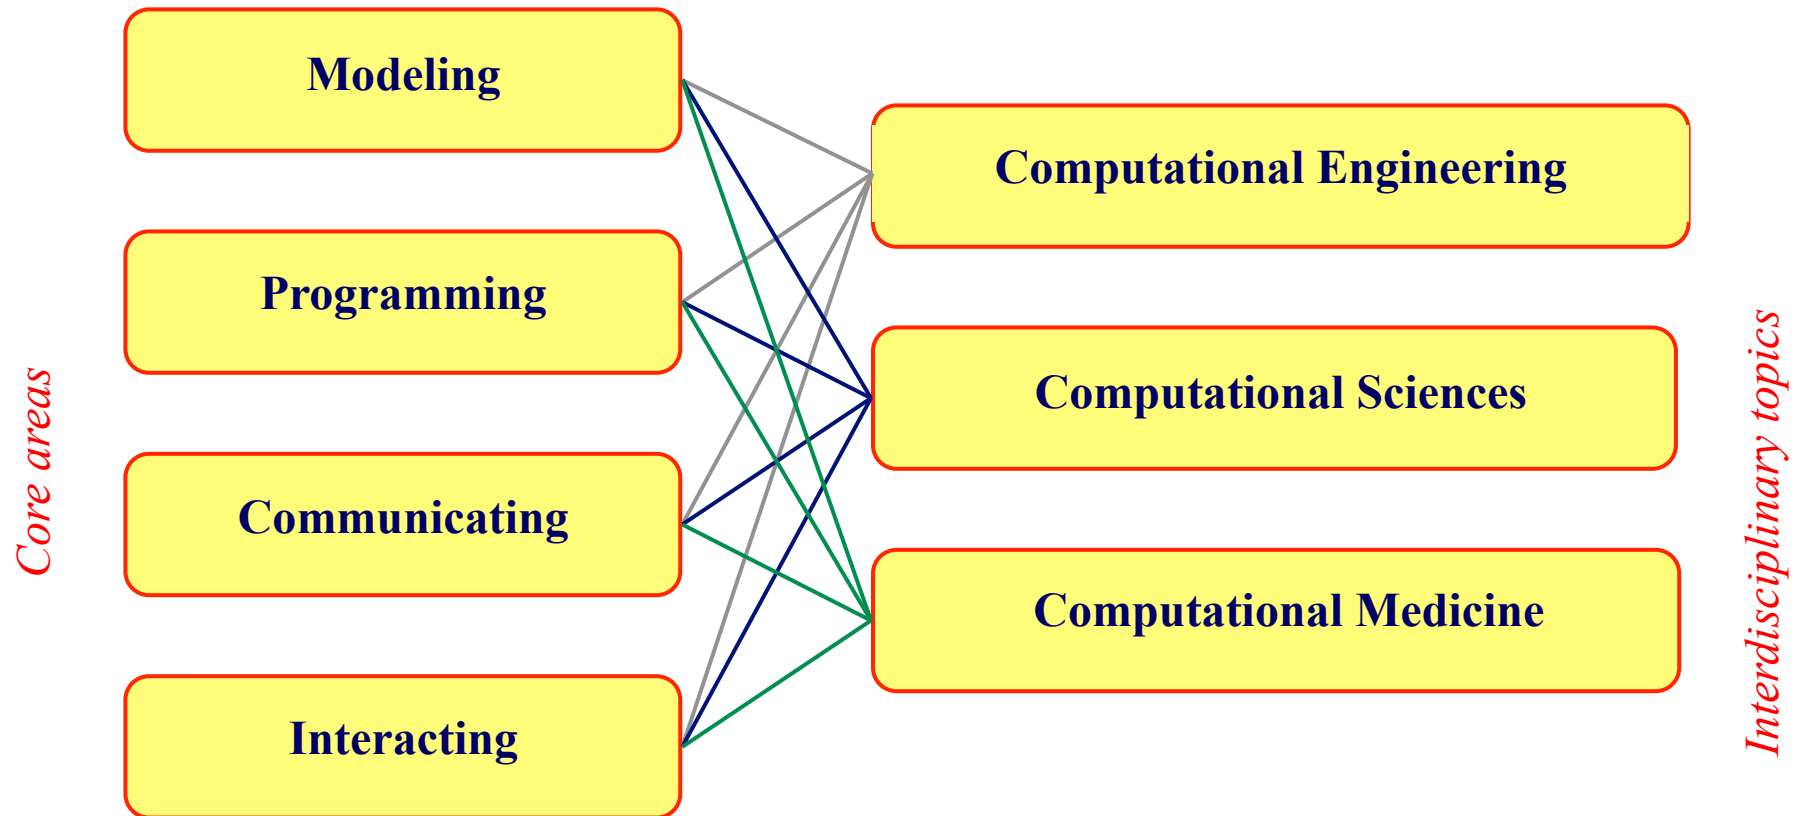 Core areas
Modeling
Programming
Communicating
Interacting
Computational Engineering
Computational Sciences
Computational Medicine
Interdisciplinary topics